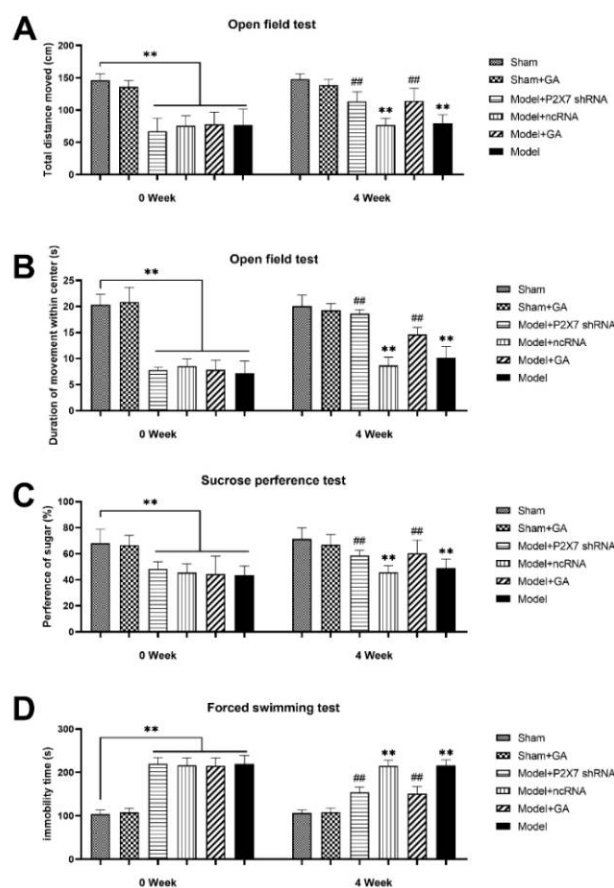 A
Open field test
Total distance moved (cm)
200
150
100
50
0
**
##
**
##
**
0 Week
4 Week
Sham
Sham+GA
Model+P2X7 shRNA
Model+ncRNA
Model+GA
Model
B
Open field test
Duration of movement within center (s)
25
20
15
10
5
0
**
##
**
##
**
0 Week
4 Week
Sham
Sham+GA
Model+P2X7 shRNA
Model+ncRNA
Model+GA
Model
C
Sucrose perference test
Perference of sugar (%)
100
80
60
40
20
0
**
##
**
##
**
0 Week
4 Week
Sham
Sham+GA
Model+P2X7 shRNA
Model+ncRNA
Model+GA
Model
D
Forced swimming test
immobility time (s)
300
200
100
0
**
##
**
##
**
0 Week
4 Week
Sham
Sham+GA
Model+P2X7 shRNA
Model+ncRNA
Model+GA
Model